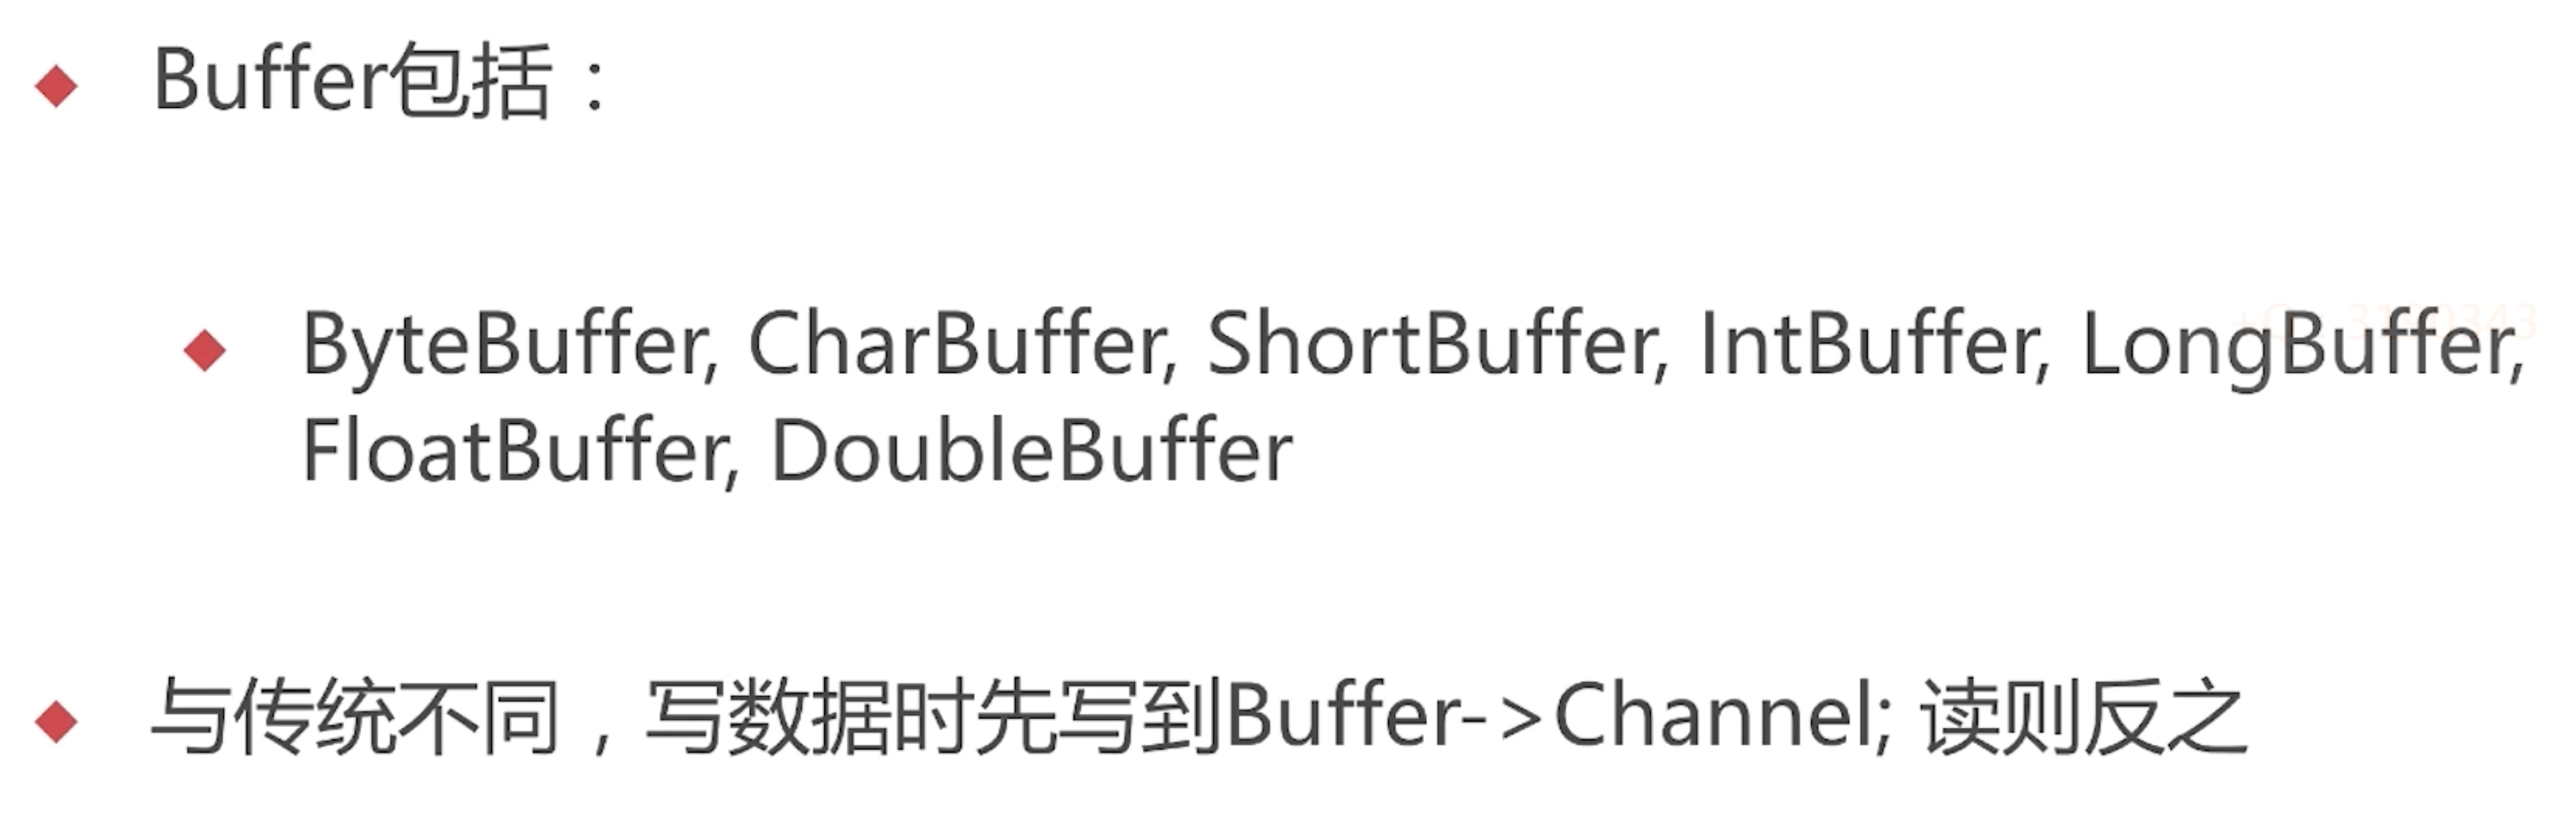 Buffer包括：
ByteBuffer, CharBuffer, ShortBuffer, IntBuffer, LongBuffer,
FloatBuffer, DoubleBuffer
与传统不同，写数据时先写到Buffer->Channel; 读则反之